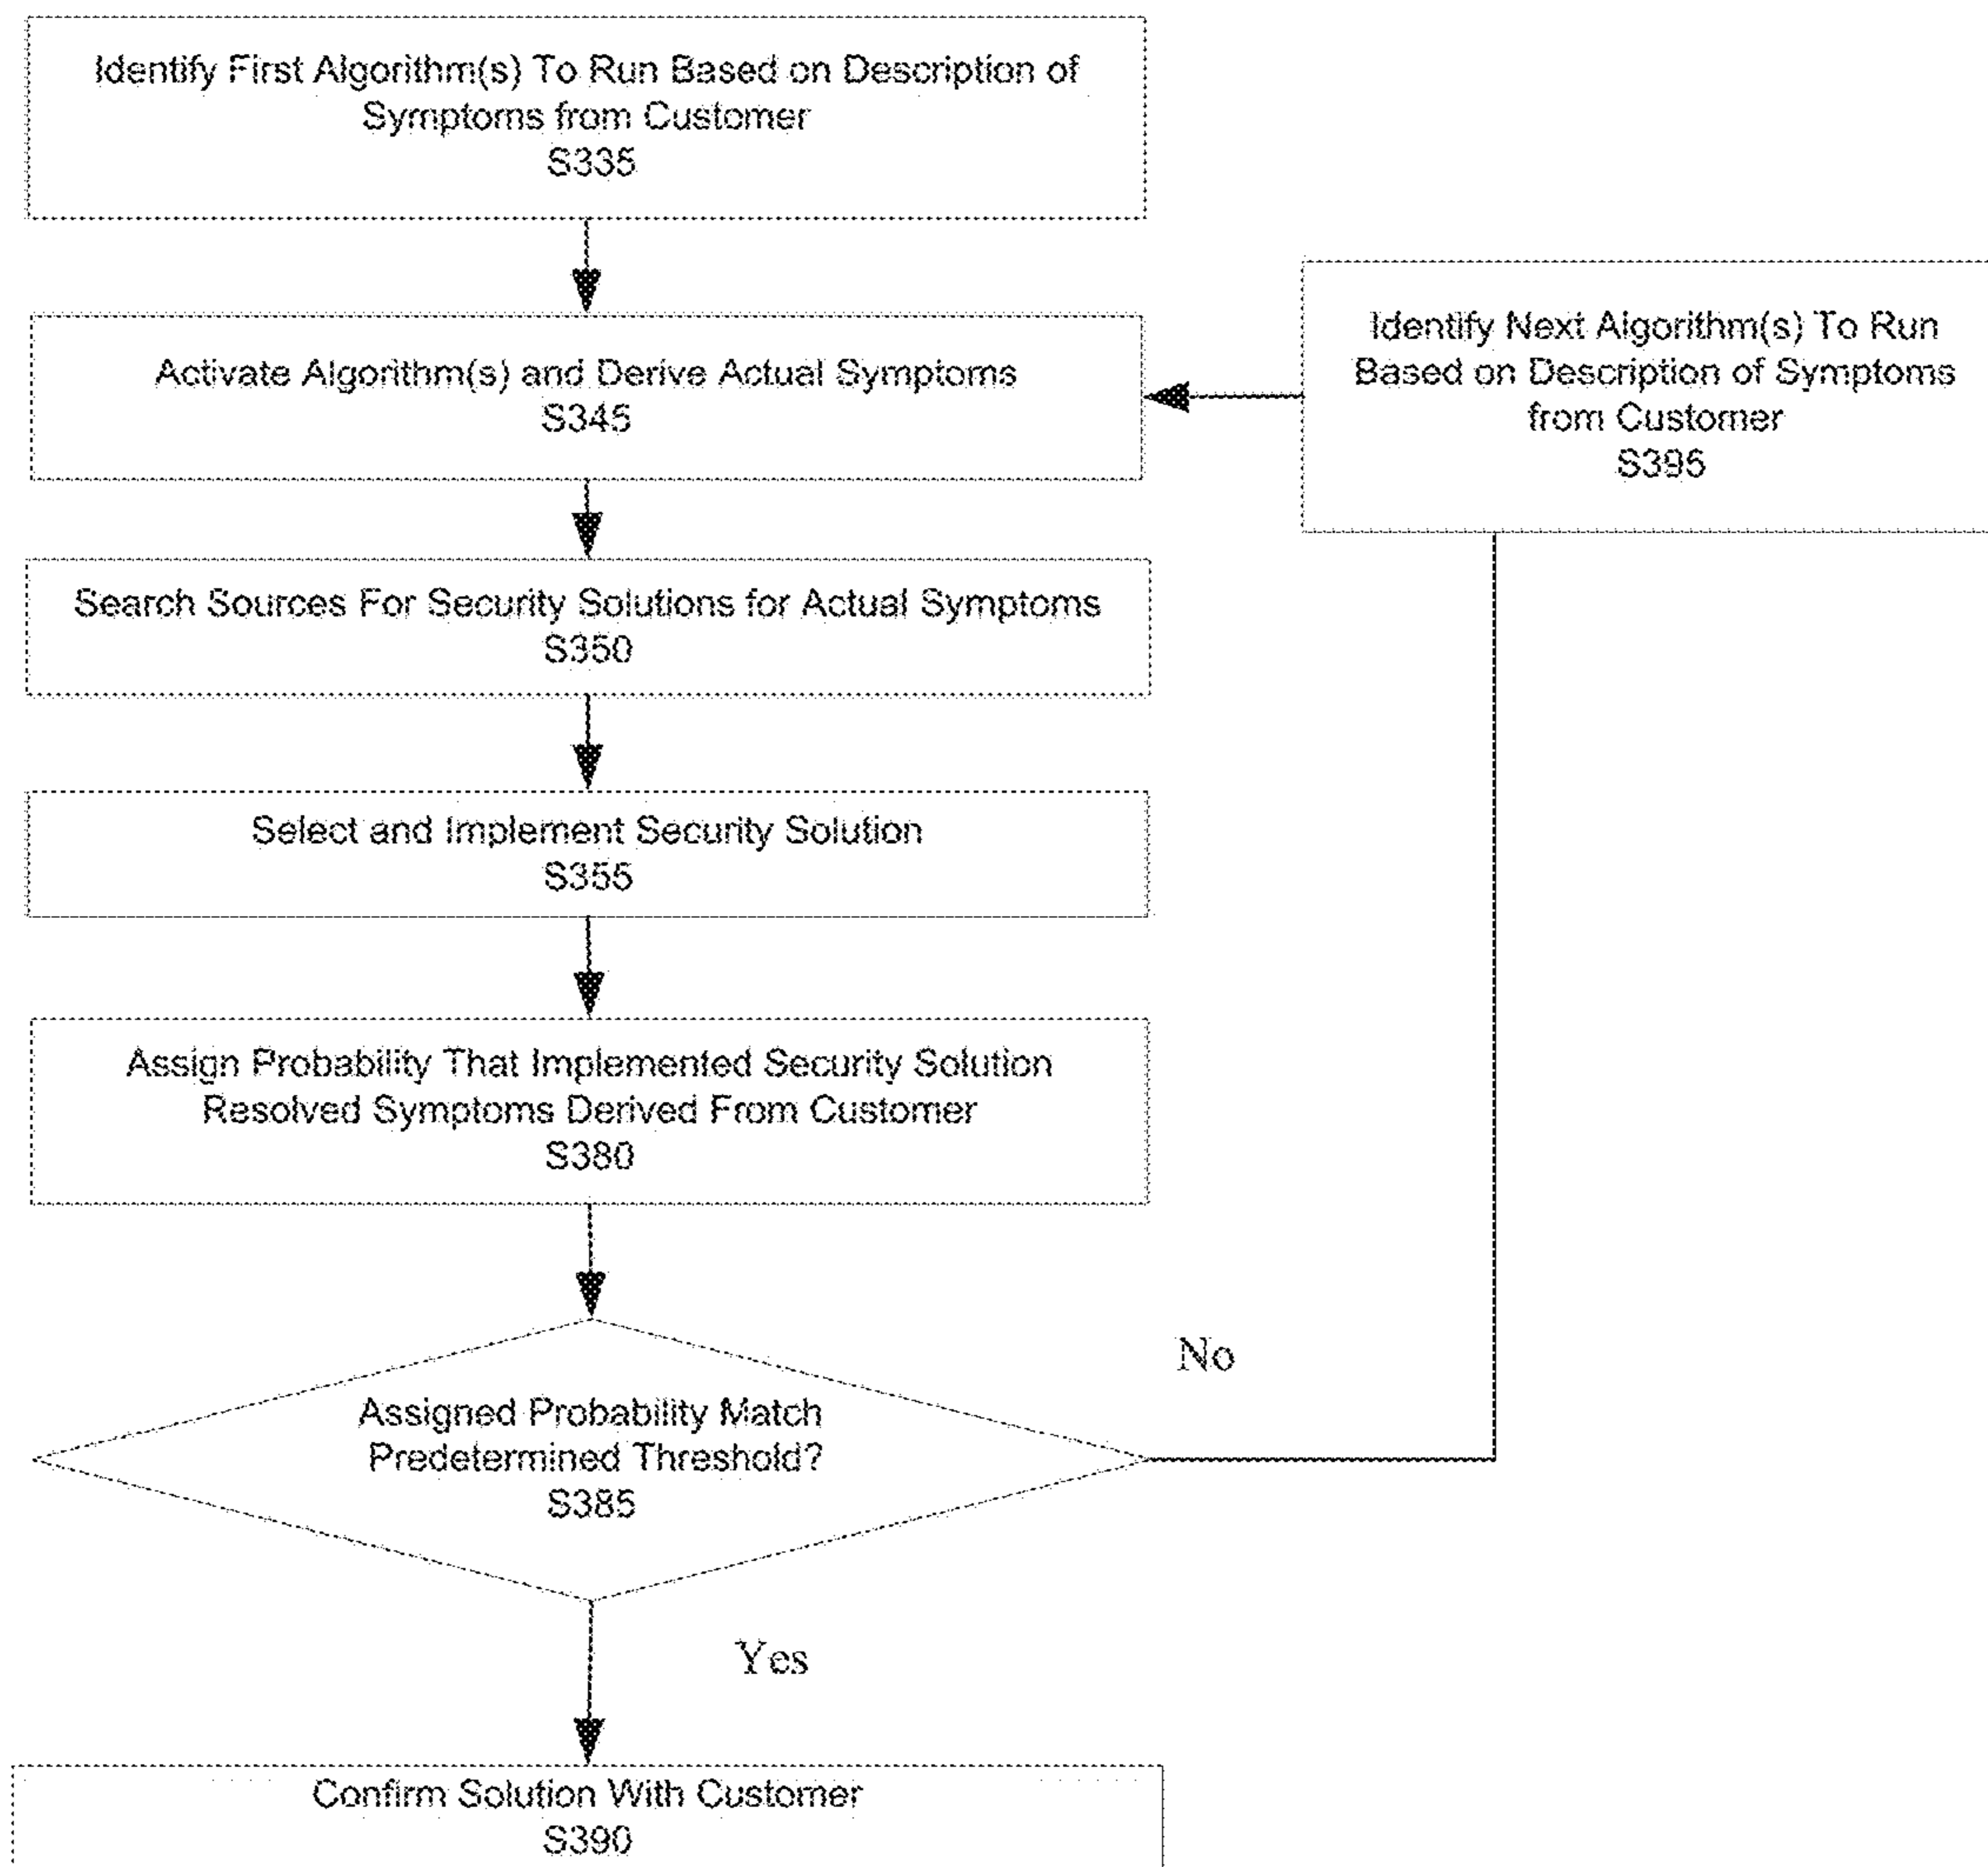 Identify First Algorithm(s) To Run Based on Description of
Symptoms from Customer
S335
Activate Algorithm(s) and Derive Actual Symptoms
S345
Identify Next Algorithm(s) To Run
Based on Description of Symptoms
from Customer
S395
Search Sources For Security Solutions for Actual Symptoms
S350
Select and Implement Security Solution
S355
Assign Probability That Implemented Security Solution
Resolved Symptoms Derived From Customer
S380
Assigned Probability Match
Predetermined Threshold?
S385
No
Yes
Confirm Solution With Customer
S390